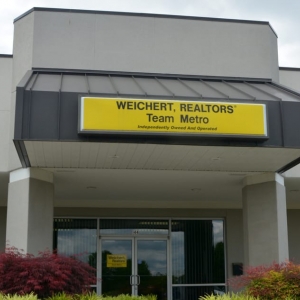 WEICHERT, REALTORS'
Team Metro
Independently Owned And Operated